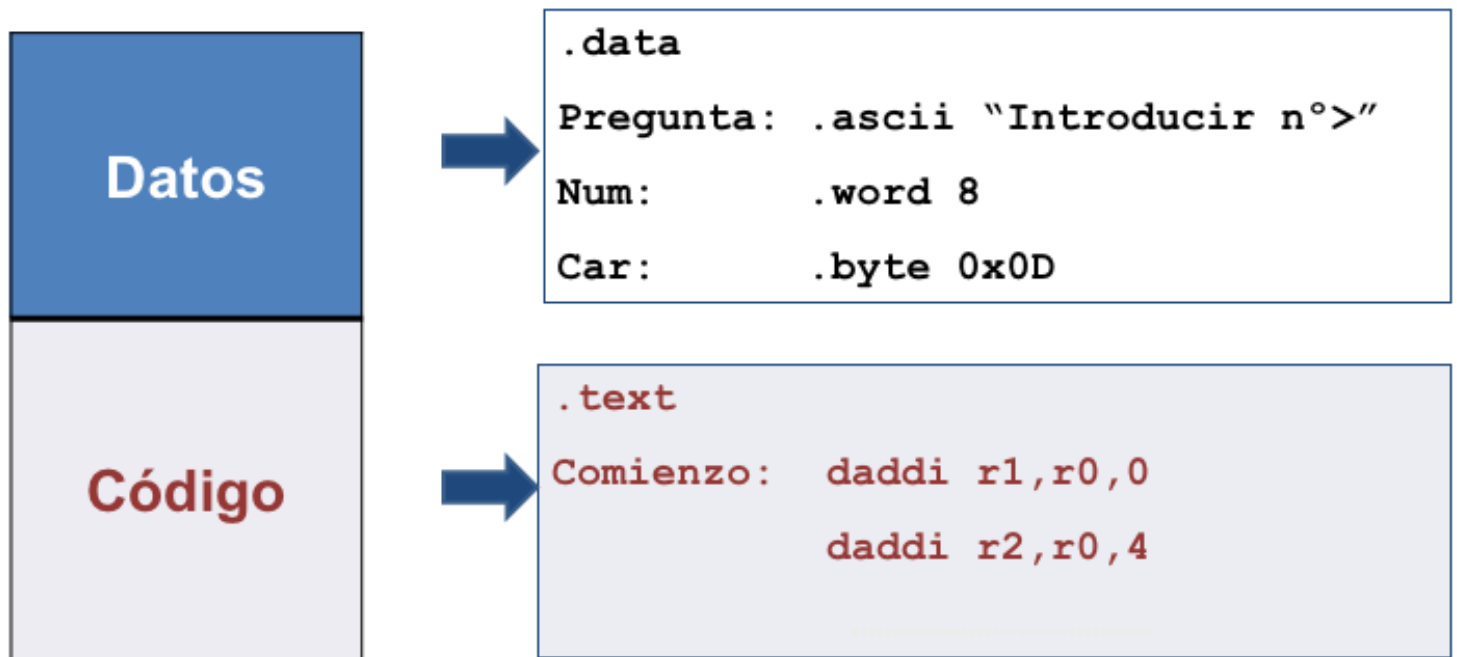 Datos
.data
Pregunta: .ascii “Introducir nº>”
Num: .word 8
Car: .byte 0x0D
Código
.text
Comienzo: daddi r1,r0,0
daddi r2,r0,4